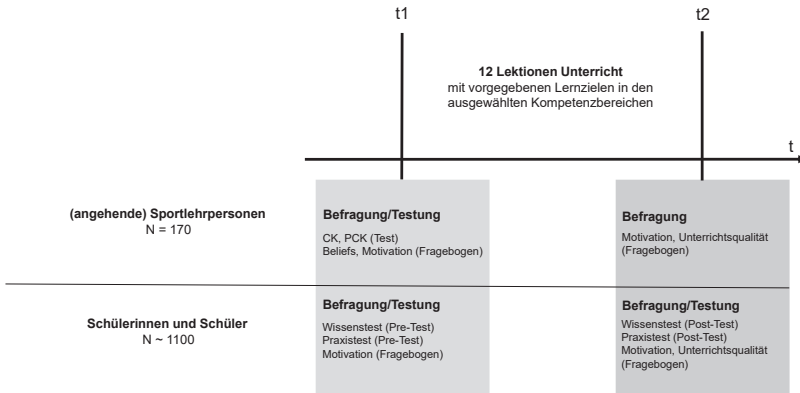 t1
t2
12 Lektionen Unterricht
mit vorgegebenen Lernzielen in den
ausgewählten Kompetenzbereichen
t
(angehende) Sportlehrpersonen
N = 170
Befragung/Testung
CK, PCK (Test)
Beliefs, Motivation (Fragebogen)
Befragung
Motivation, Unterrichtsqualität
(Fragebogen)
Schülerinnen und Schüler
N ~ 1100
Befragung/Testung
Wissenstest (Pre-Test)
Praxistest (Pre-Test)
Motivation (Fragebogen)
Befragung/Testung
Wissenstest (Post-Test)
Praxistest (Post-Test)
Motivation, Unterrichtsqualität
(Fragebogen)